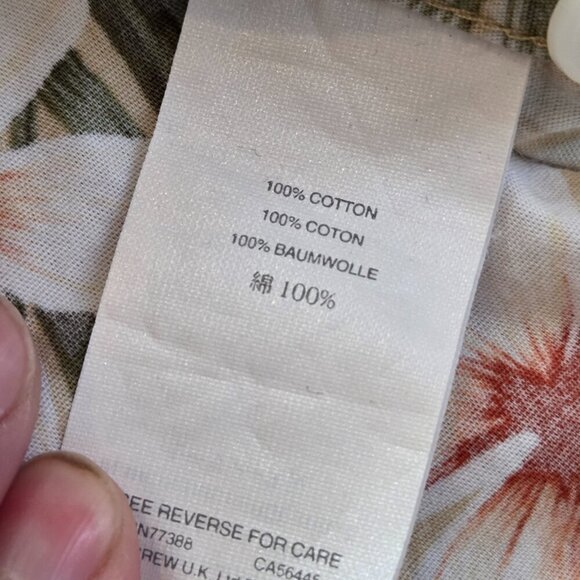 100% COTTON
100% COTON
100% BAUMWOLLE
綿 100%
REVERSE FOR CARE
CA56445
U.K.